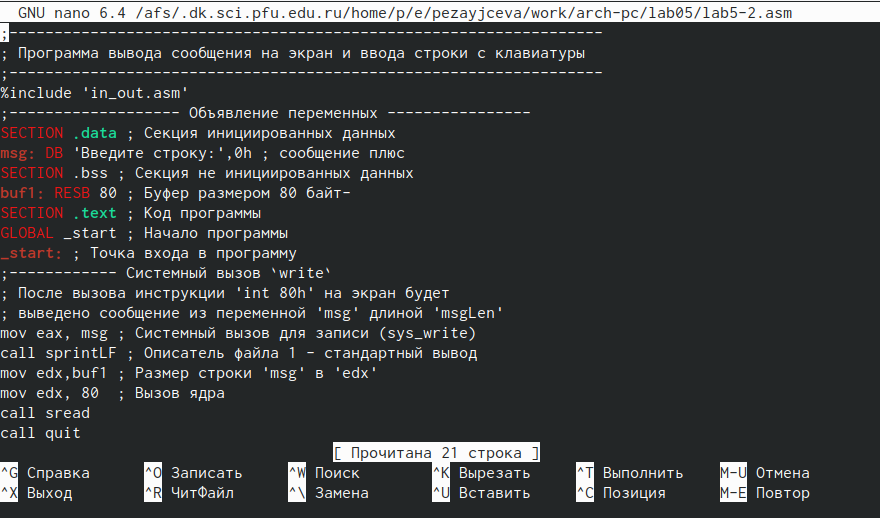 GNU nano 6.4 /afs/.dk.sci.pfu.edu.ru/home/p/e/pezayjceva/work/arch-pc/lab05/lab5-2.asm
;------------------------------------------------------------------
; Программа вывода сообщения на экран и ввода строки с клавиатуры
;------------------------------------------------------------------
%include 'in_out.asm'
;------------------- Объявление переменных ----------------
SECTION .data ; Секция инициированных данных
msg: DB 'Введите строку:',0h ; сообщение плюс
SECTION .bss ; Секция не инициированных данных
buf1: RESB 80 ; Буфер размером 80 байт-
SECTION .text ; Код программы
GLOBAL _start ; Начало программы
_start: ; Точка входа в программу
;------------ Системный вызов `write`
; После вызова инструкции 'int 80h' на экран будет
; выведено сообщение из переменной 'msg' длиной 'msgLen'
mov eax, msg ; Системный вызов для записи (sys_write)
call sprintLF ; Описатель файла 1 - стандартный вывод
mov edx,buf1 ; Размер строки 'msg' в 'edx'
mov edx, 80  ; Вызов ядра
call sread
call quit
[ Прочитана 21 строка ]
^G Справка ^O Записать ^W Поиск ^K Вырезать ^T Выполнить M-U Отмена
^X Выход ^R ЧитФайл ^\ Замена ^U Вставить ^C Позиция M-E Повтор